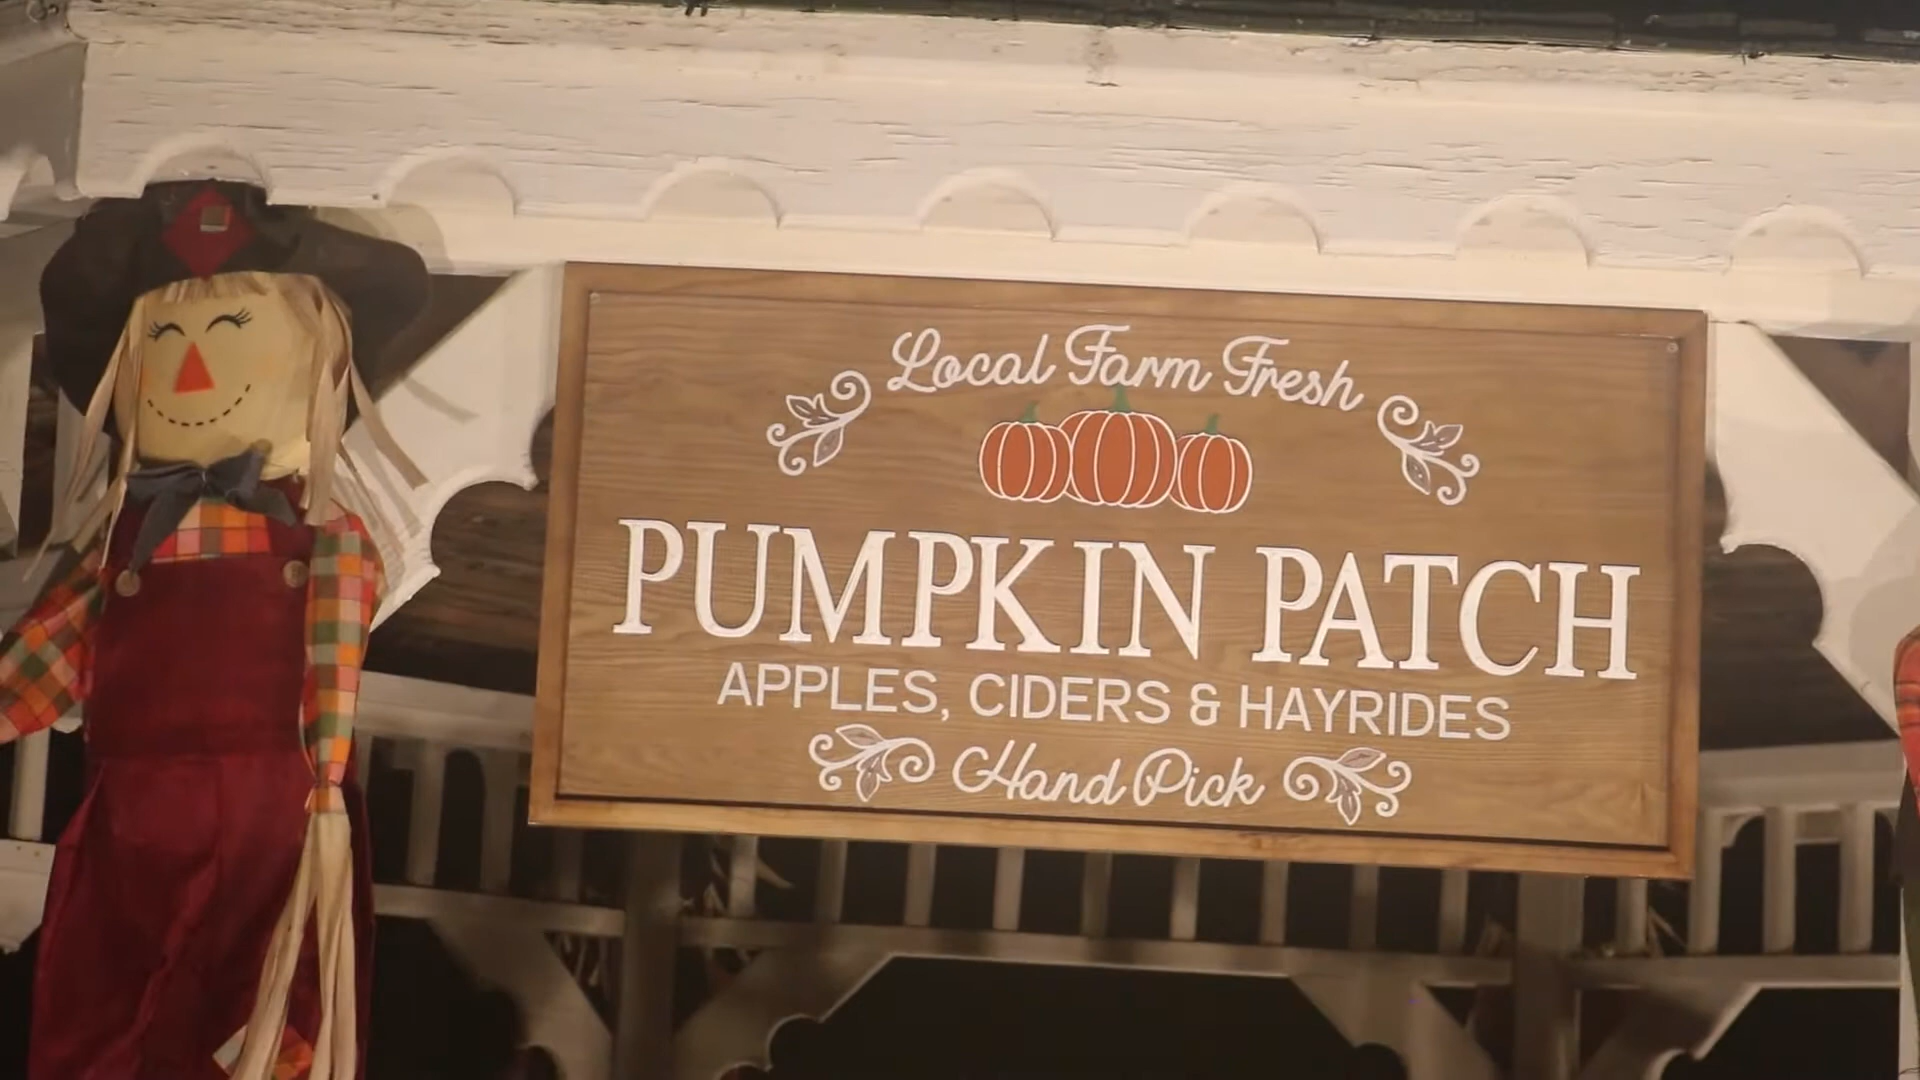 Local Farm Fresh
PUMPKIN PATCH
APPLES, CIDERS & HAYRIDES
Hand Pick